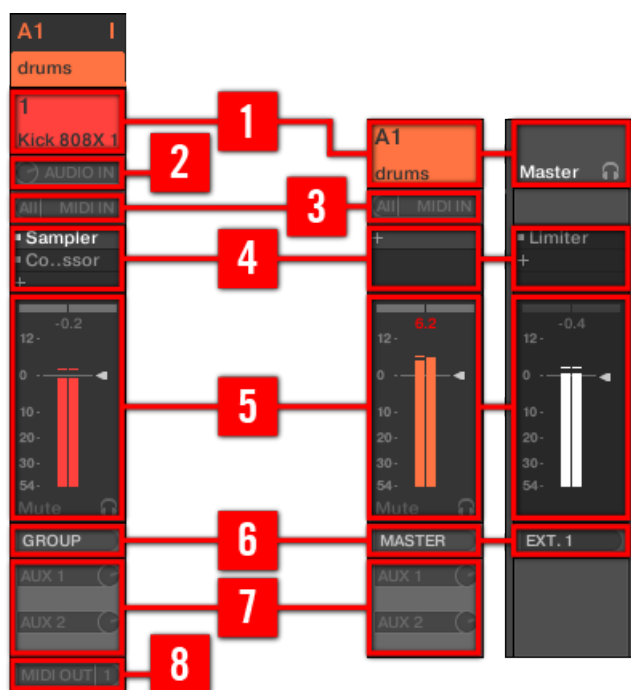 A1 I
drums
1
Kick 808X 1
AUDIO IN
All MIDI IN
Sampler
Co..ssor
+
-0.2
12-
0-
10-
20-
30-
54-
Mute
GROUP
AUX 1
AUX 2
MIDI OUT 1
1
2
3
4
5
6
7
8
A1
drums
All MIDI IN
+
6.2
12-
0-
10-
20-
30-
54-
Mute
MASTER
AUX 1
AUX 2
Master
Limiter
+
-0.4
12-
0-
10-
20-
30-
54-
EXT. 1